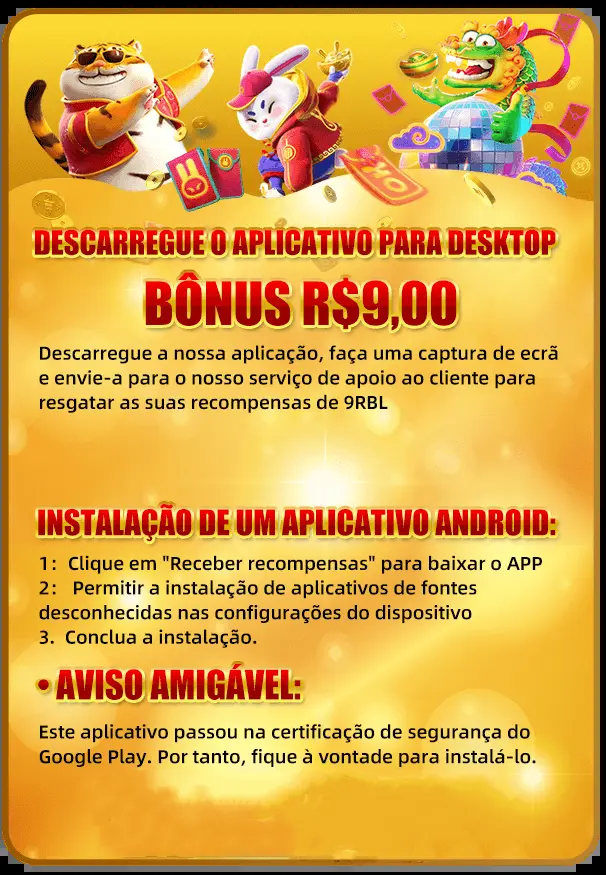 DESCARREGUE O APLICATIVO PARA DESKTOP
BÔNUS R$9,00
Descarregue a nossa aplicação, faça uma captura de ecrã
e envie-a para o nosso serviço de apoio ao cliente para
resgatar as suas recompensas de 9RBL
INSTALAÇÃO DE UM APLICATIVO ANDROID:
1：Clique em "Receber recompensas" para baixar o APP
2： Permitir a instalação de aplicativos de fontes
desconhecidas nas configurações do dispositivo
3. Conclua a instalação.
• AVISO AMIGÁVEL:
Este aplicativo passou na certificação de segurança do
Google Play. Por tanto, fique à vontade para instalá-lo.